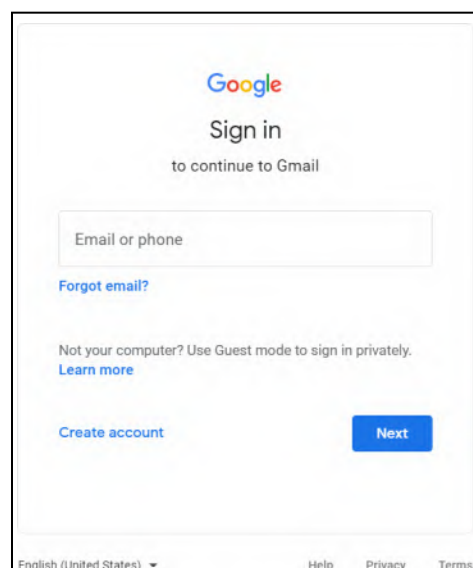 Google
Sign in
to continue to Gmail
Email or phone
Forgot email?
Not your computer? Use Guest mode to sign in privately.
Learn more
Create account
Next
English (United States)
Help Privacy Terms